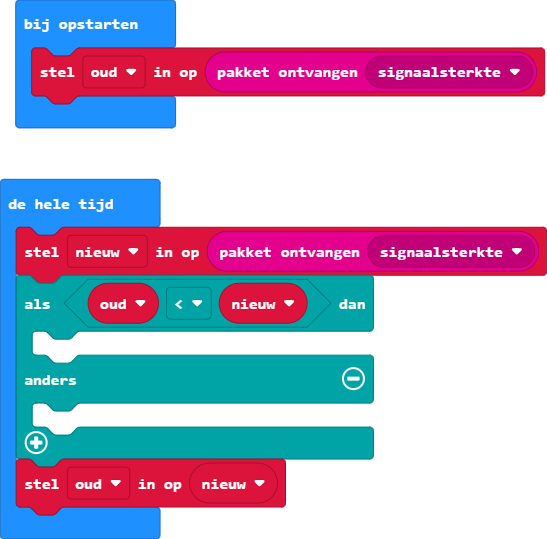 bij opstarten
stel oud in op pakket ontvangen signaalsterkte
de hele tijd
stel nieuw in op pakket ontvangen signaalsterkte
als oud < nieuw dan
anders
stel oud in op nieuw